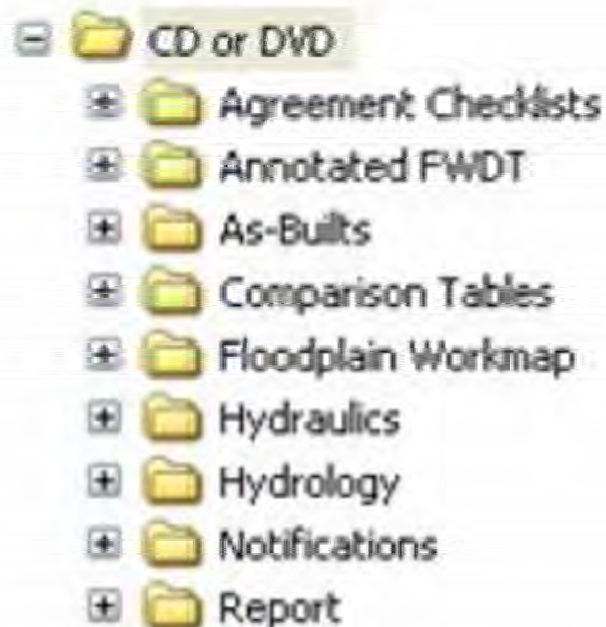 CD or DVD
Agreement Checklists
Annotated FWDT
As-Builts
Comparison Tables
Floodplain Workmap
Hydraulics
Hydrology
Notifications
Report